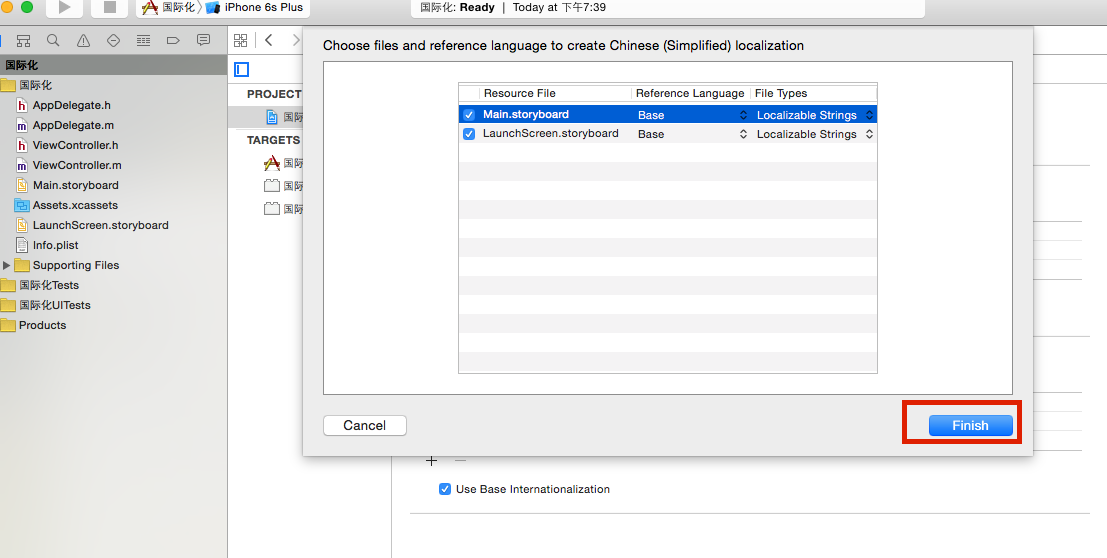 国际化 iPhone 6s Plus
国际化: Ready | Today at 下午7:39
国际化
国际化
AppDelegate.h
AppDelegate.m
ViewController.h
ViewController.m
Main.storyboard
Assets.xcassets
LaunchScreen.storyboard
Info.plist
Supporting Files
国际化Tests
国际化UITests
Products
PROJECT
国际
TARGETS
国际
国际
国际
Choose files and reference language to create Chinese (Simplified) localization
Resource File Reference Language File Types
Main.storyboard Base Localizable Strings
LaunchScreen.storyboard Base Localizable Strings
Cancel
Finish
Use Base Internationalization